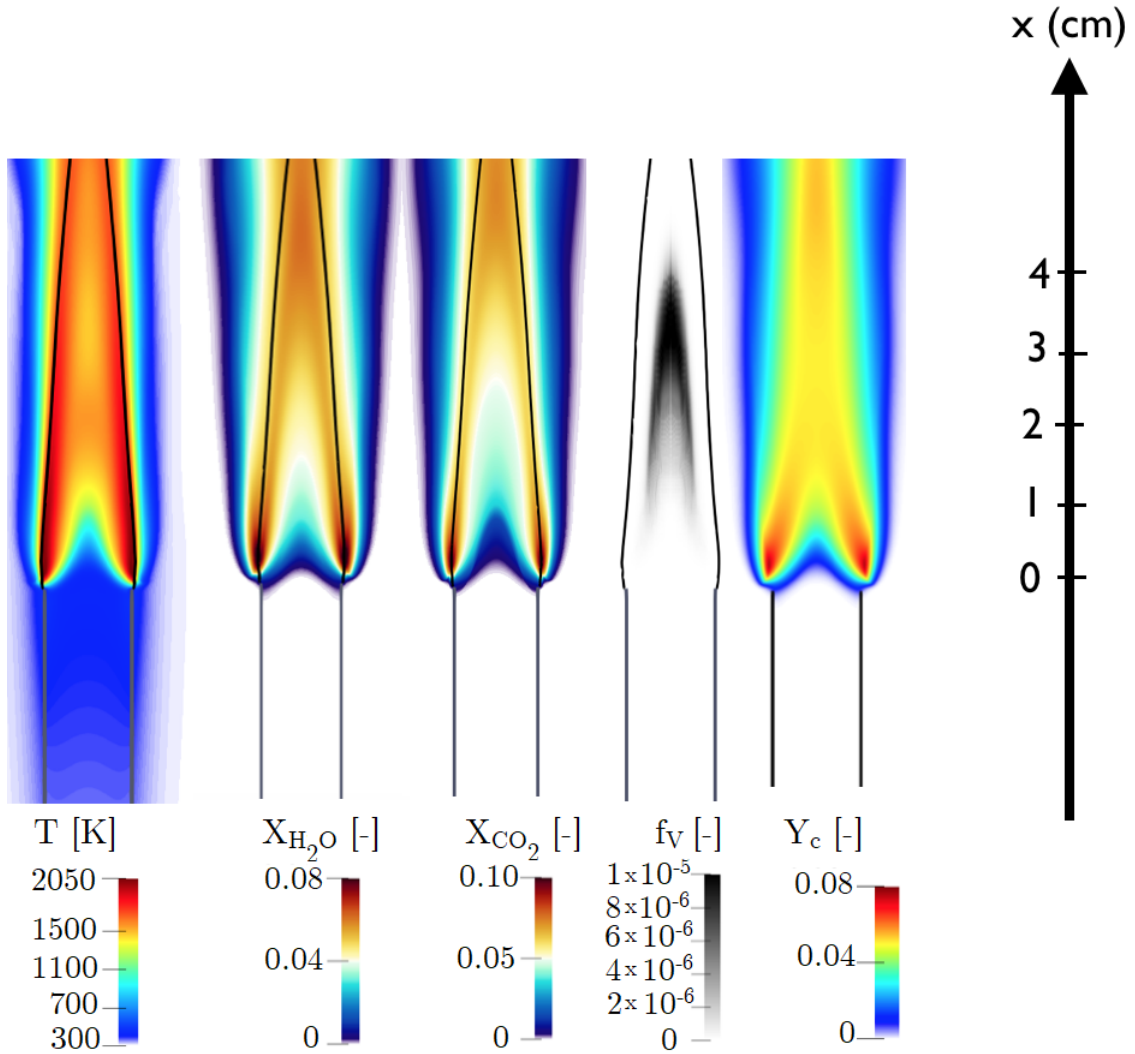 x (cm)
4
3
2
1
0
T [K]
X_H₂O [-]
X_CO₂ [-]
f_V [-]
Y_c [-]
2050
1500
1100
700
300
0.08
0.04
0
0.10
0.05
0
1x10⁻⁵
8x10⁻⁶
6x10⁻⁶
4x10⁻⁶
2x10⁻⁶
0
0.08
0.04
0